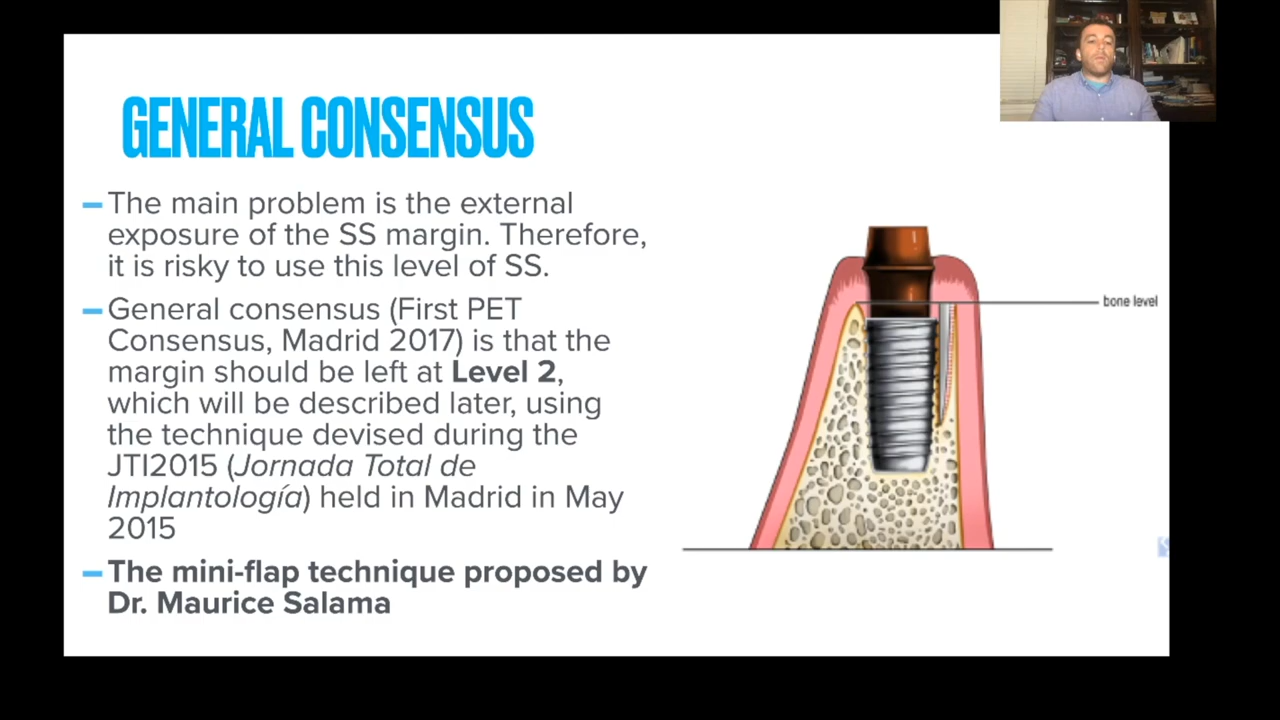 GENERAL CONSENSUS
– The main problem is the external
exposure of the SS margin. Therefore,
it is risky to use this level of SS.
– General consensus (First PET
Consensus, Madrid 2017) is that the
margin should be left at Level 2,
which will be described later, using
the technique devised during the
JTI2015 (Jornada Total de
Implantología) held in Madrid in May
2015
– The mini-flap technique proposed by
Dr. Maurice Salama
bone level